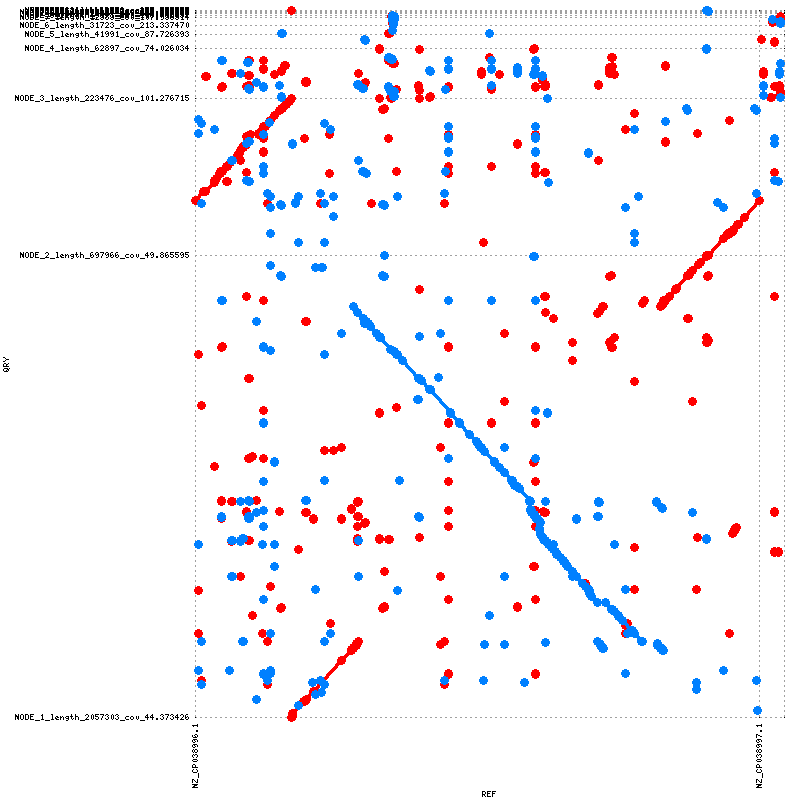 NODE_6_length_31723_cov_213.337470
NODE_5_length_41991_cov_87.726393
NODE_4_length_62897_cov_74.026034
NODE_3_length_223476_cov_101.276715
NODE_2_length_697966_cov_49.865595
QRY
NODE_1_length_2057303_cov_44.373426
NZ_CP038996.1
NZ_CP038997.1
REF